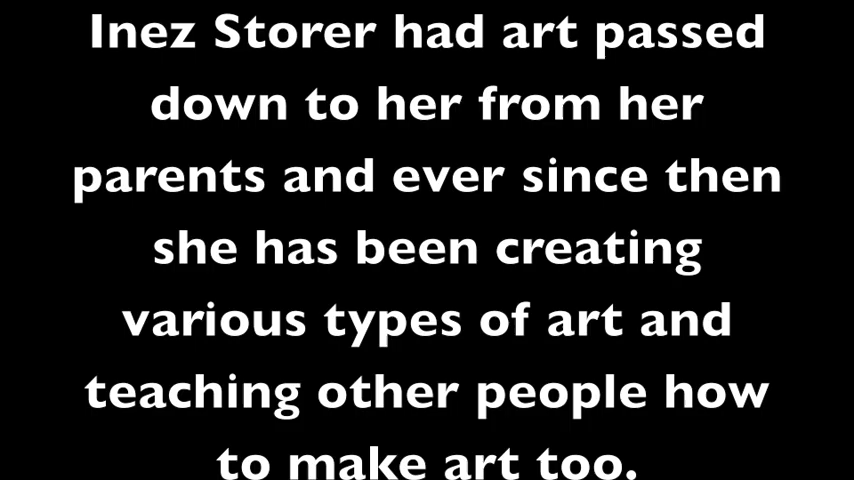 Inez Storer had art passed
down to her from her
parents and ever since then
she has been creating
various types of art and
teaching other people how
to make art too.